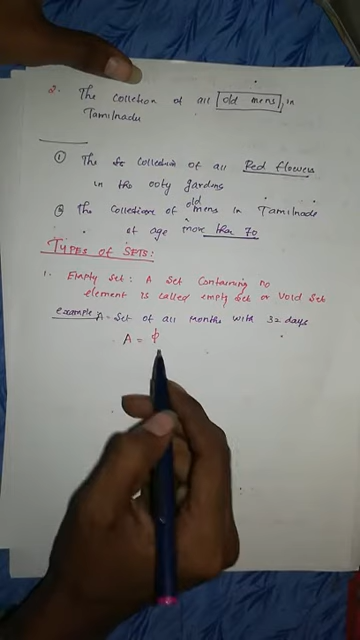 2. The Colletion of all old mens, in
Tamilnadu
① The Collection of all Red flowers
in the ooty gardens
② The Collection of old mens in Tamilnadu
of age more than 70
TYPES OF SETS:
1. Empty Set: A Set Containing no
element is called empty set or Void Set
example A = Set of all Months with 32 days
A = ϕ